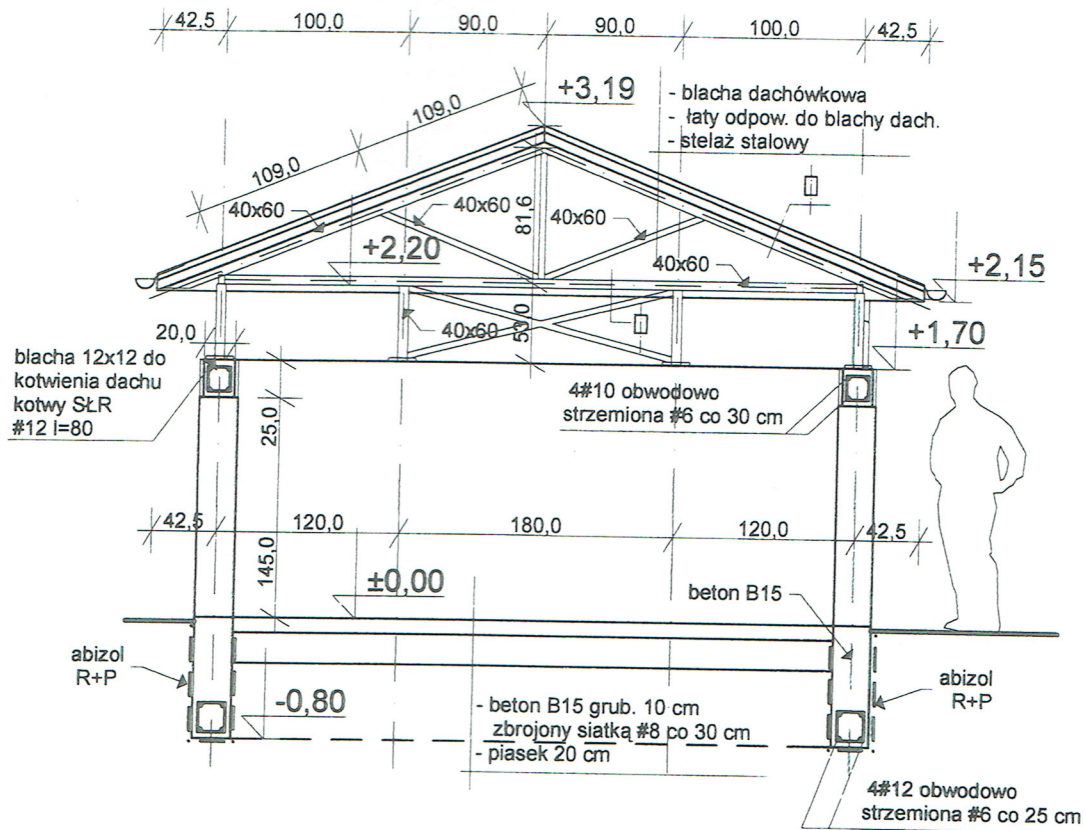 42,5 100,0 90,0 90,0 100,0 42,5
+3,19
- blacha dachówkowa
- łaty odpow. do blachy dach.
- stelaż stalowy
109,0
109,0
40x60
40x60
81,6
40x60
+2,20
40x60
+2,15
20,0
40x60
53,0
+1,70
blacha 12x12 do
kotwienia dachu
kotwy SŁR
#12 l=80
4#10 obwodowo
strzemiona #6 co 30 cm
25,0
42,5 120,0 180,0 120,0 42,5
145,0
±0,00
beton B15
abizol
R+P
abizol
R+P
-0,80
- beton B15 grub. 10 cm
zbrojony siatką #8 co 30 cm
- piasek 20 cm
4#12 obwodowo
strzemiona #6 co 25 cm